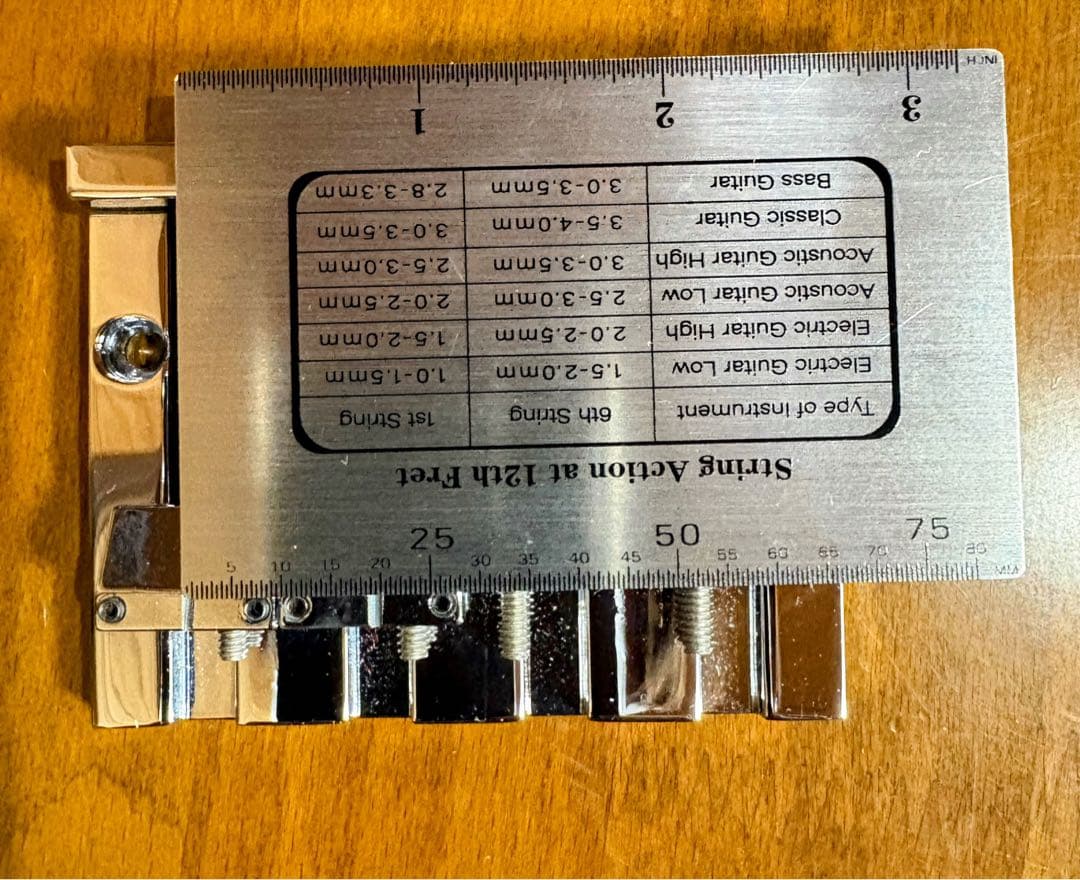 25 50 75
5 10 15 20 30 35 40 45 55 60 65 70 80
MM
String Action at 12th Fret
Type of Instrument 6th String 1st String
Electric Guitar Low 1.5-2.0mm 1.0-1.5mm
Electric Guitar High 2.0-2.5mm 1.5-2.0mm
Acoustic Guitar Low 2.5-3.0mm 2.0-2.5mm
Acoustic Guitar High 3.0-3.5mm 2.5-3.0mm
Classic Guitar 3.5-4.0mm 3.0-3.5mm
Bass Guitar 3.0-3.5mm 2.8-3.3mm
3 2 1
INCH